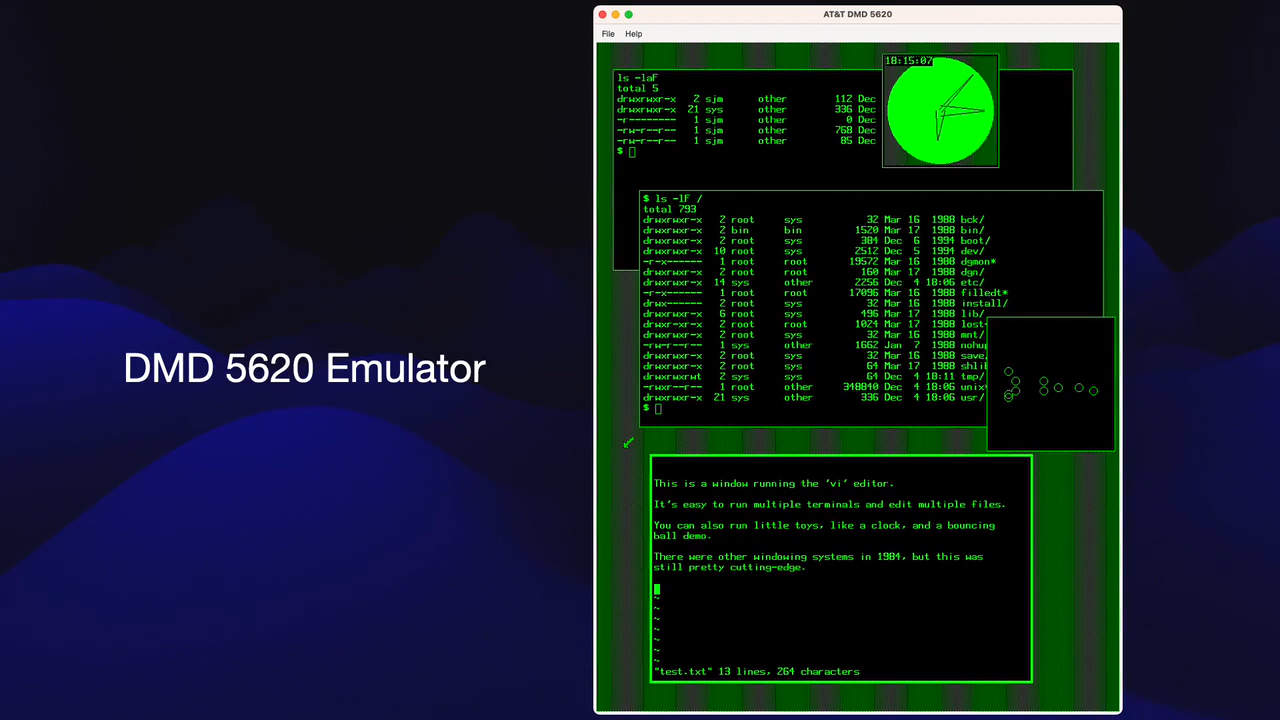 AT&T DMD 5620
File Help
18:15:07
ls -laF
total 5
drwxrwxr-x 2 sjm other 112 Dec
drwxrwxr-x 21 sys other 336 Dec
-r-------- 1 sjm other 0 Dec
-rw-r--r-- 1 sjm other 768 Dec
-rw-r--r-- 1 sjm other 85 Dec
$
$ ls -lF /
total 793
drwxrwxr-x 2 root sys 32 Mar 16 1988 bck/
drwxrwxr-x 2 bin bin 1520 Mar 17 1988 bin/
drwxrwxr-x 2 root sys 384 Dec 6 1994 boot/
drwxrwxr-x 10 root sys 2512 Dec 5 1994 dev/
-r-x------ 1 root root 19572 Mar 16 1988 dgmon*
drwxrwxr-x 2 root root 160 Mar 17 1988 dgn/
drwxrwxr-x 14 sys other 2256 Dec 4 18:06 etc/
-r-x------ 1 root root 17096 Mar 16 1988 filledt*
drwx------ 2 root sys 32 Mar 16 1988 install/
drwxrwxr-x 6 root sys 496 Mar 17 1988 lib/
drwxr-xr-x 2 root root 1024 Mar 17 1988 lost
drwxrwxr-x 2 root sys 32 Mar 16 1988 mnt/
-rw-r--r-- 1 sys other 1662 Jan 7 1988 nohu
drwxrwxr-x 2 root sys 32 Mar 16 1988 save
drwxrwxr-x 2 root sys 64 Mar 17 1988 shli
drwxrwxrwt 2 sys sys 64 Dec 4 18:11 tmp/
-rwxr--r-- 1 root other 348840 Dec 4 18:06 unix
drwxrwxr-x 21 sys other 336 Dec 4 18:06 usr/
$
DMD 5620 Emulator
This is a window running the 'vi' editor.
It's easy to run multiple terminals and edit multiple files.
You can also run little toys, like a clock, and a bouncing
ball demo.
There were other windowing systems in 1984, but this was
still pretty cutting-edge.
~
~
~
~
~
~
~
"test.txt" 13 lines, 264 characters